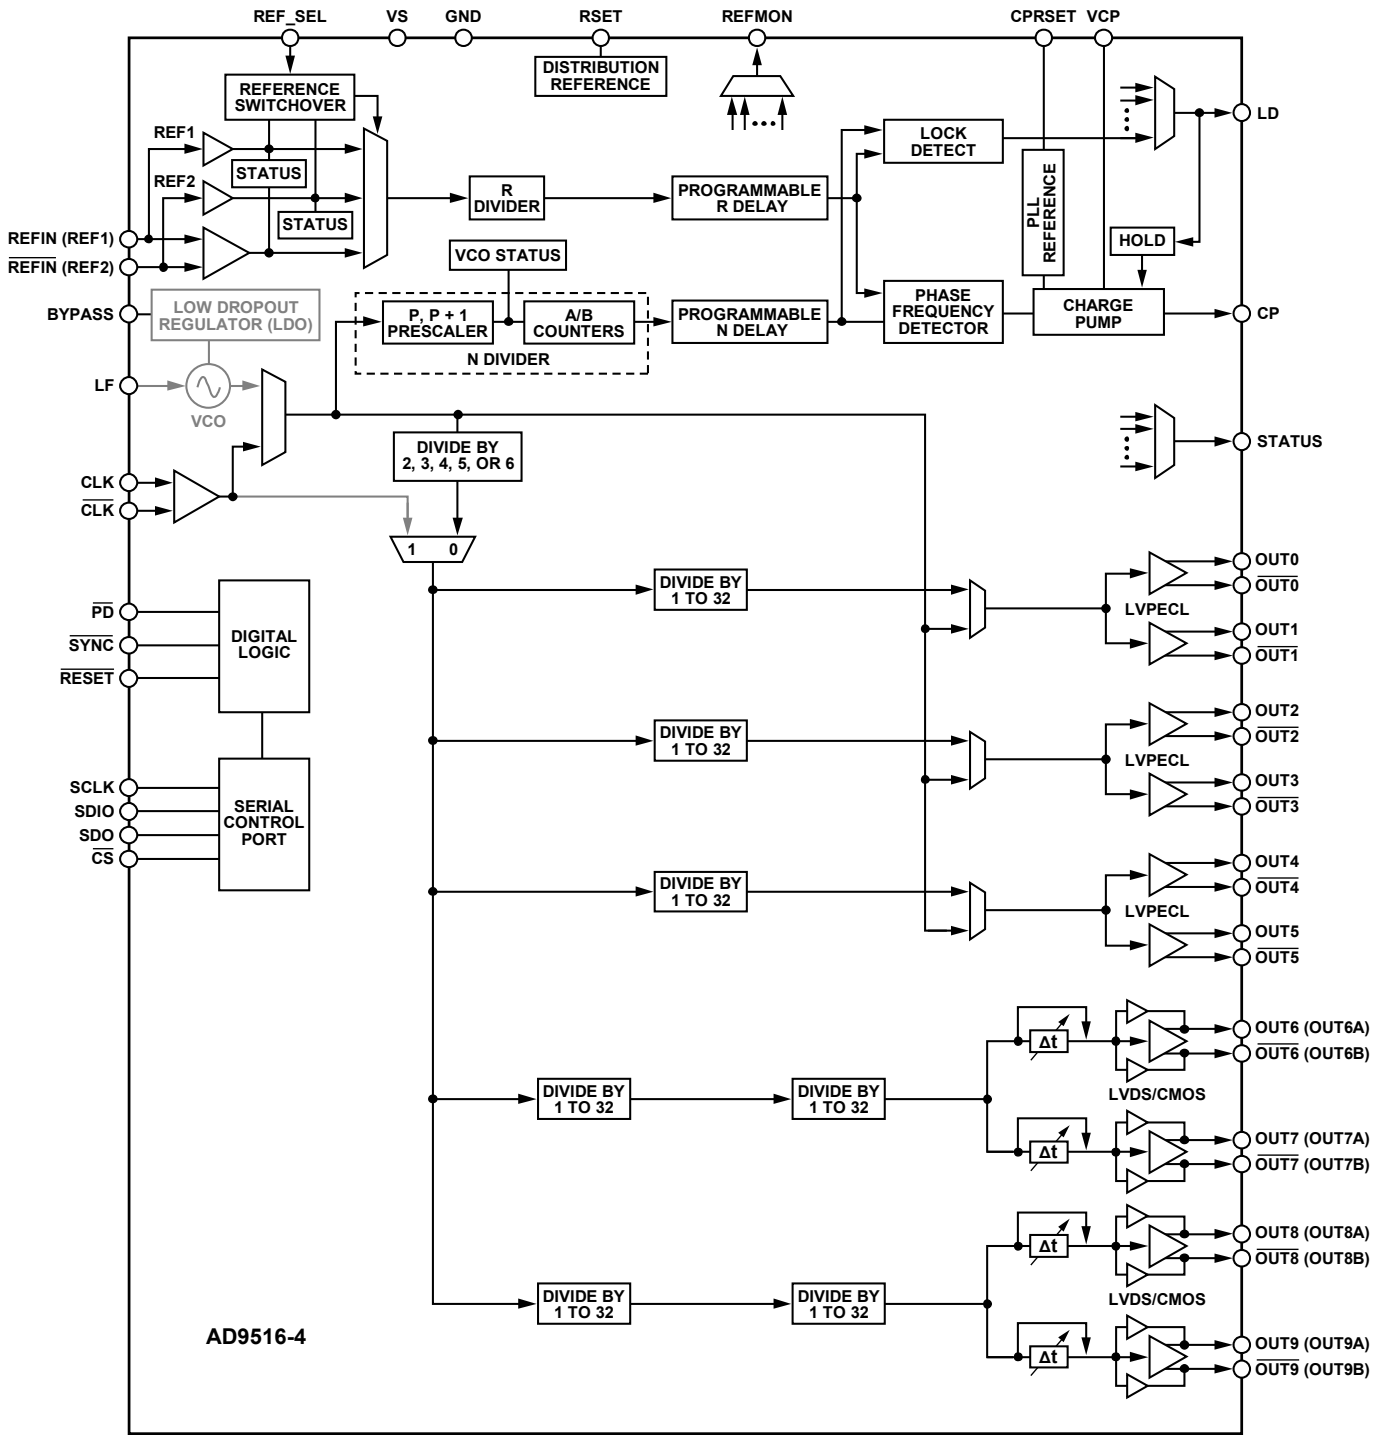 REF_SEL VS GND RSET REFMON CPRSET VCP
DISTRIBUTION
REFERENCE
REFERENCE
SWITCHOVER
REF1
STATUS
REF2
STATUS
REFIN (REF1)
REFIN (REF2)
R
DIVIDER
PROGRAMMABLE
R DELAY
LOCK
DETECT
PLL
REFERENCE
LD
HOLD
VCO STATUS
BYPASS
LOW DROPOUT
REGULATOR (LDO)
P, P + 1
PRESCALER
A/B
COUNTERS
N DIVIDER
PROGRAMMABLE
N DELAY
PHASE
FREQUENCY
DETECTOR
CHARGE
PUMP
CP
LF
VCO
DIVIDE BY
2, 3, 4, 5, OR 6
STATUS
CLK
CLK
1 0
DIVIDE BY
1 TO 32
LVPECL
OUT0
OUT0
OUT1
OUT1
PD
SYNC
RESET
DIGITAL
LOGIC
DIVIDE BY
1 TO 32
LVPECL
OUT2
OUT2
OUT3
OUT3
SCLK
SDIO
SDO
CS
SERIAL
CONTROL
PORT
DIVIDE BY
1 TO 32
LVPECL
OUT4
OUT4
OUT5
OUT5
DIVIDE BY
1 TO 32
DIVIDE BY
1 TO 32
Δt
Δt
LVDS/CMOS
OUT6 (OUT6A)
OUT6 (OUT6B)
OUT7 (OUT7A)
OUT7 (OUT7B)
DIVIDE BY
1 TO 32
DIVIDE BY
1 TO 32
Δt
Δt
LVDS/CMOS
OUT8 (OUT8A)
OUT8 (OUT8B)
OUT9 (OUT9A)
OUT9 (OUT9B)
AD9516-4